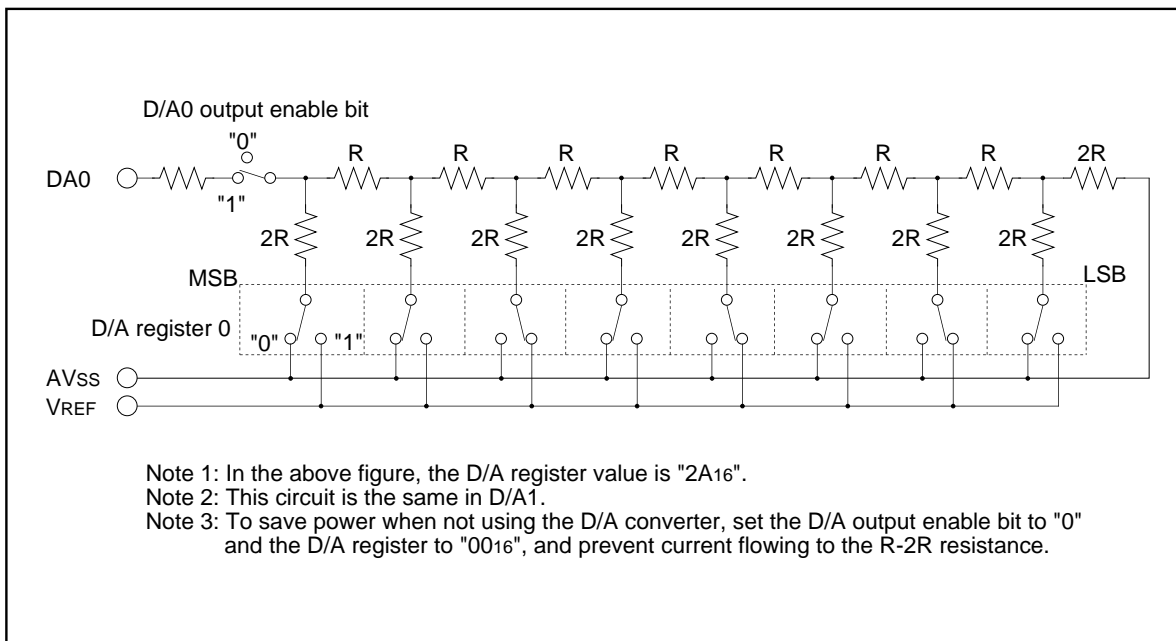 D/A0 output enable bit
"0"
R R R R R R R 2R
DA0
"1"
2R 2R 2R 2R 2R 2R 2R 2R
MSB LSB
D/A register 0 "0" "1"
AVSS
VREF
Note 1: In the above figure, the D/A register value is "2A16".
Note 2: This circuit is the same in D/A1.
Note 3: To save power when not using the D/A converter, set the D/A output enable bit to "0"
and the D/A register to "0016", and prevent current flowing to the R-2R resistance.